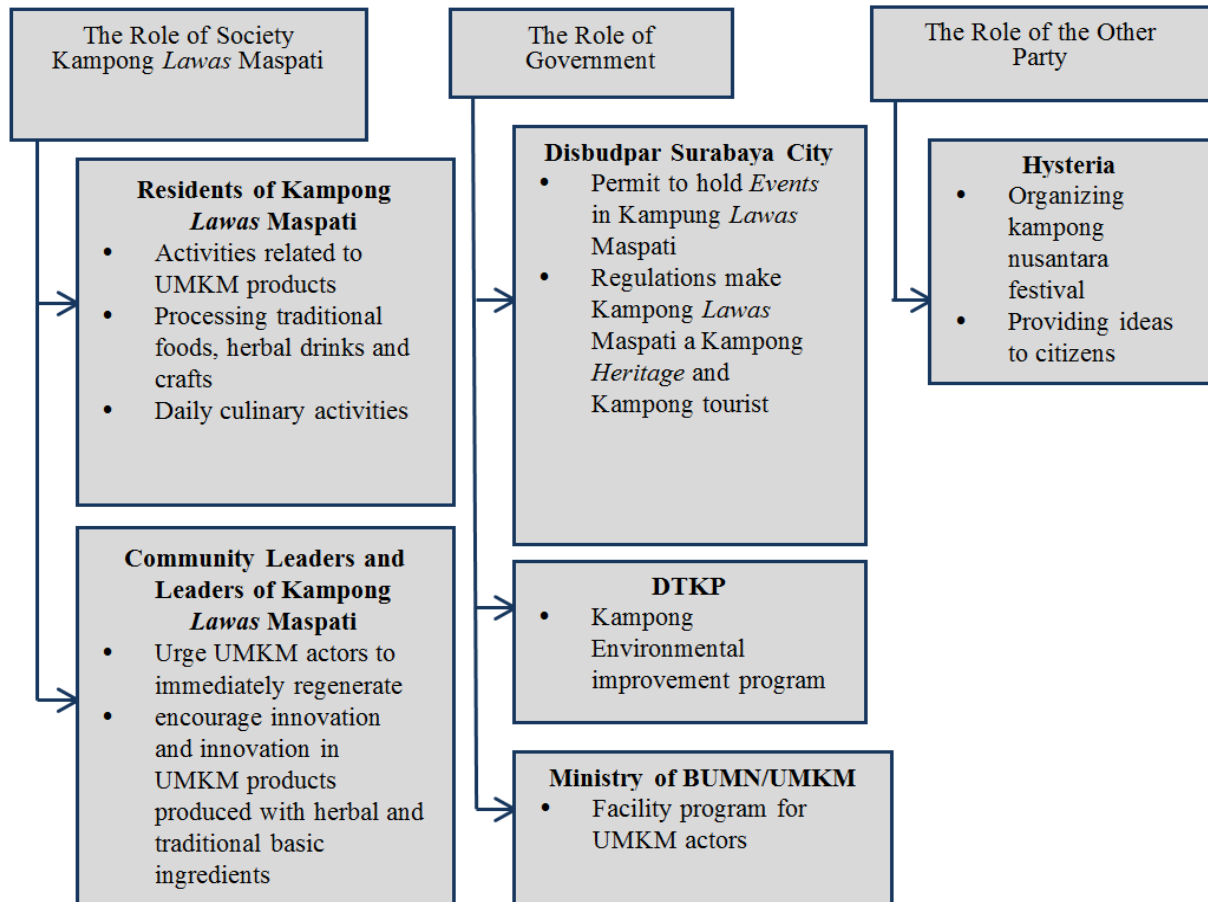 The Role of Society
Kampong Lawas Maspati
Residents of Kampong
Lawas Maspati
• Activities related to
UMKM products
• Processing traditional
foods, herbal drinks and
crafts
• Daily culinary activities
Community Leaders and
Leaders of Kampong
Lawas Maspati
• Urge UMKM actors to
immediately regenerate
• encourage innovation
and innovation in
UMKM products
produced with herbal and
traditional basic
ingredients
The Role of
Government
Disbudpar Surabaya City
• Permit to hold Events
in Kampung Lawas
Maspati
• Regulations make
Kampong Lawas
Maspati a Kampong
Heritage and
Kampong tourist
DTKP
• Kampong
Environmental
improvement program
Ministry of BUMN/UMKM
• Facility program for
UMKM actors
The Role of the Other
Party
Hysteria
• Organizing
kampong
nusantara
festival
• Providing ideas
to citizens